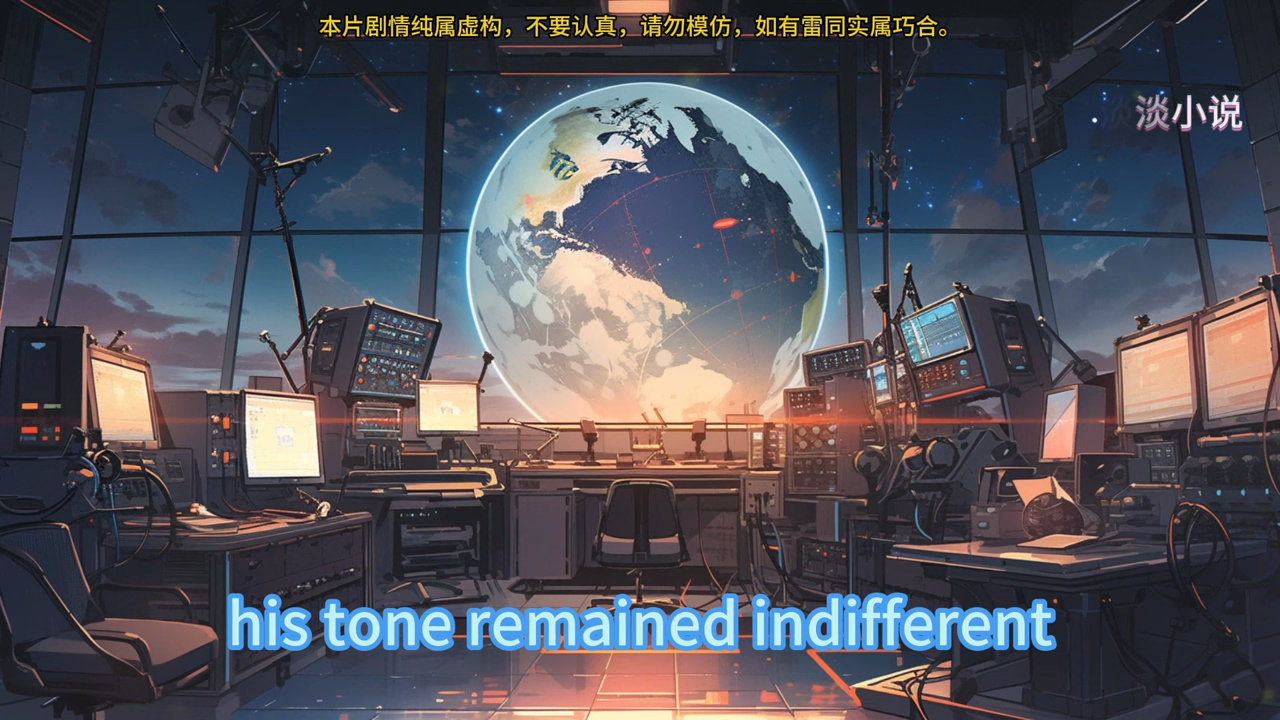 本片剧情纯属虚构，不要认真，请勿模仿，如有雷同实属巧合。
淡淡小说
his tone remained indifferent